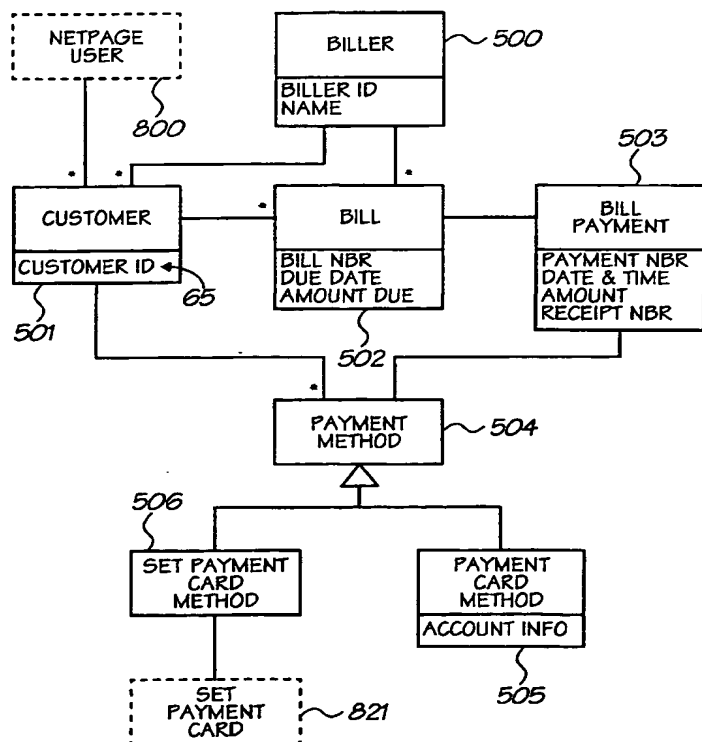 NETPAGE
USER
800
BILLER
500
BILLER ID
NAME
503
*
*
*
*
CUSTOMER
CUSTOMER ID
65
501
BILL
BILL NBR
DUE DATE
AMOUNT DUE
502
BILL
PAYMENT
PAYMENT NBR
DATE & TIME
AMOUNT
RECEIPT NBR
*
PAYMENT
METHOD
504
506
SET PAYMENT
CARD
METHOD
PAYMENT
CARD
METHOD
ACCOUNT INFO
505
SET
PAYMENT
CARD
821